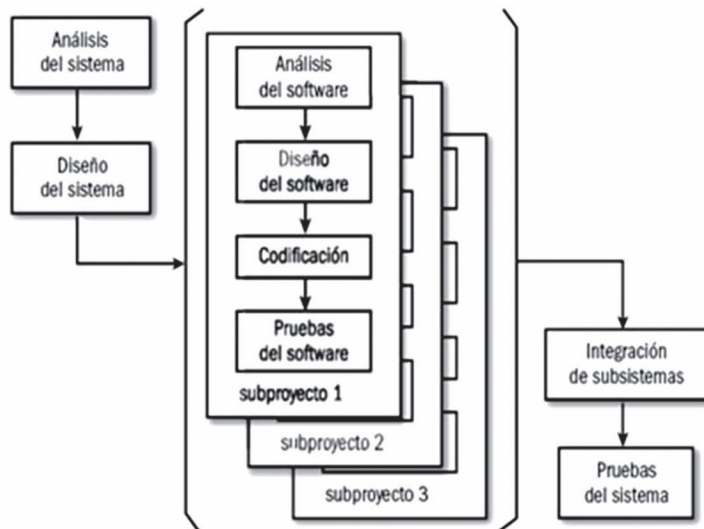 Análisis
del sistema
Diseño
del sistema
Análisis
del software
Diseño
del software
Codificación
Pruebas
del software
subproyecto 1
subproyecto 2
subproyecto 3
Integración
de subsistemas
Pruebas
del sistema